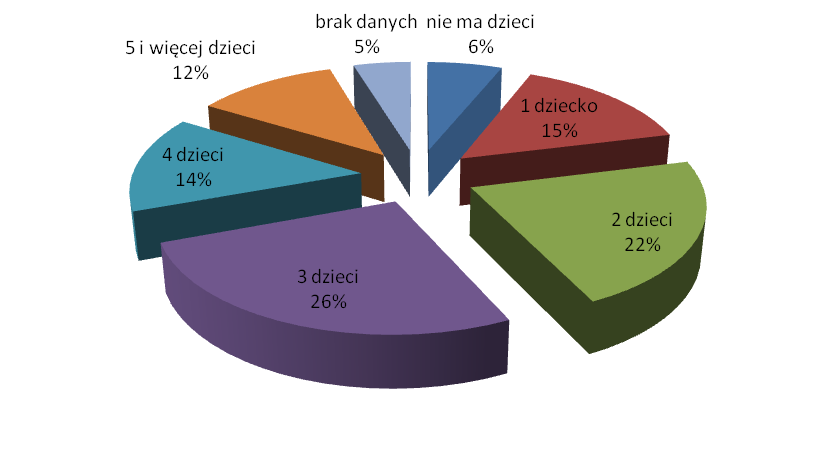 brak danych
5%
nie ma dzieci
6%
1 dziecko
15%
2 dzieci
22%
3 dzieci
26%
4 dzieci
14%
5 i więcej dzieci
12%